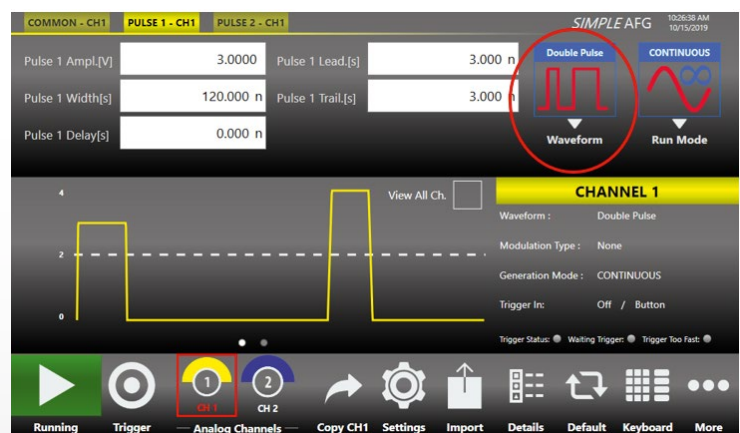 COMMON - CH1 PULSE 1 - CH1 PULSE 2 - CH1 SIMPLE AFG 10:26:38 AM
10/15/2019
Pulse 1 Ampl.[V] 3.0000 Pulse 1 Lead.[s] 3.000 n
Double Pulse CONTINUOUS
Pulse 1 Width[s] 120.000 n Pulse 1 Trail.[s] 3.000 n
Pulse 1 Delay[s] 0.000 n
Waveform Run Mode
4 View All Ch.
2
0
CHANNEL 1
Waveform : Double Pulse
Modulation Type : None
Generation Mode : CONTINUOUS
Trigger In: Off / Button
Trigger Status: Waiting Trigger: Trigger Too Fast:
1 2
CH 1 CH 2
Running Trigger Analog Channels Copy CH1 Settings Import Details Default Keyboard More